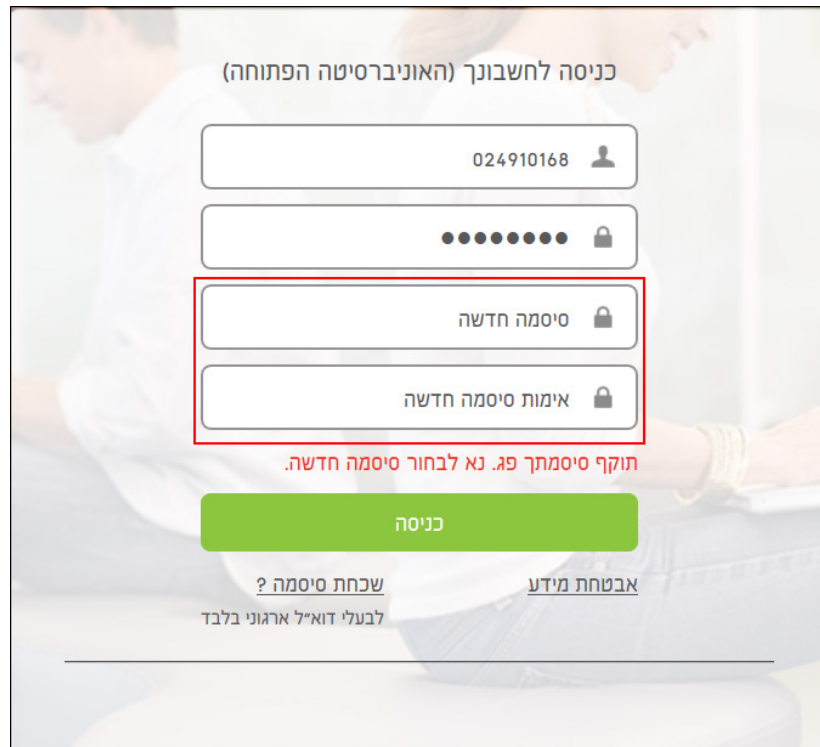 כניסה לחשבונך (האוניברסיטה הפתוחה)
024910168
••••••••
סיסמה חדשה
אימות סיסמה חדשה
תוקף סיסמתך פג. נא לבחור סיסמה חדשה.
כניסה
אבטחת מידע
שכחת סיסמה ?
לבעלי דוא״ל ארגוני בלבד